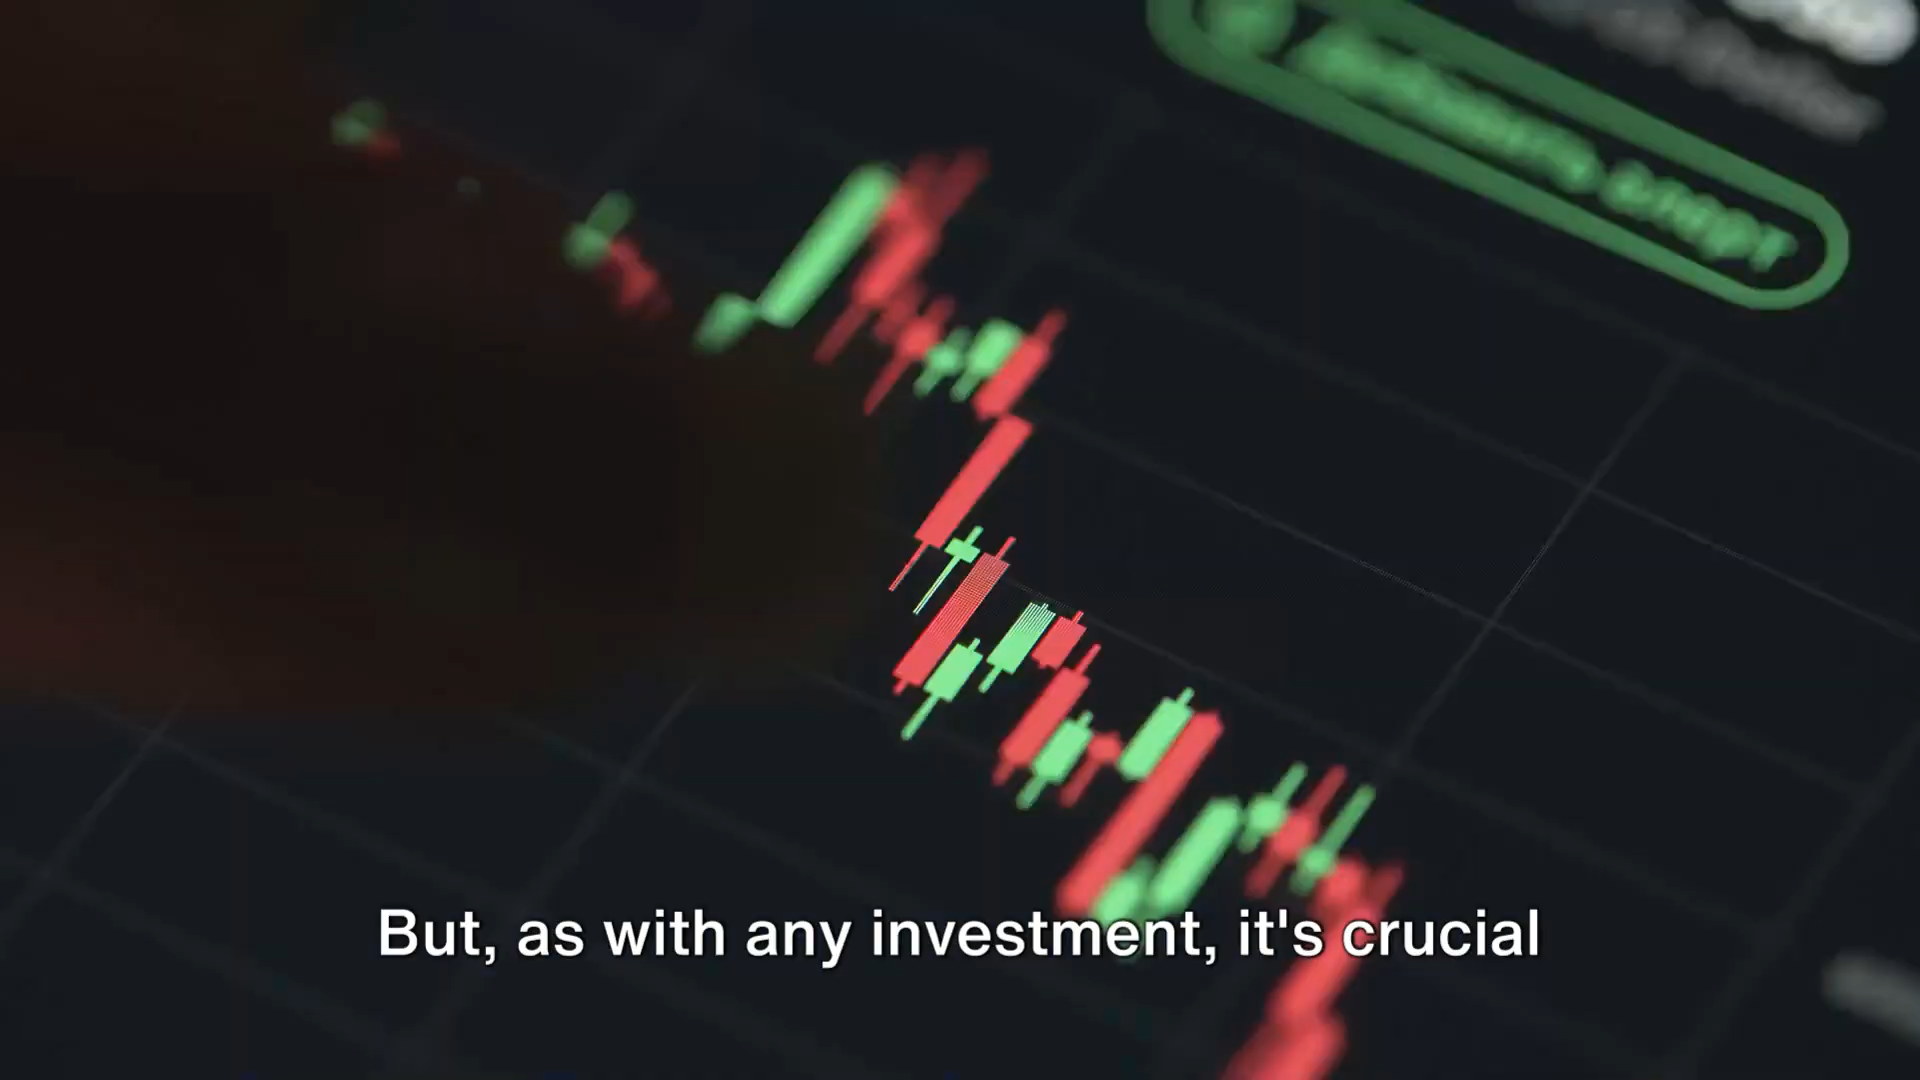 But, as with any investment, it's crucial